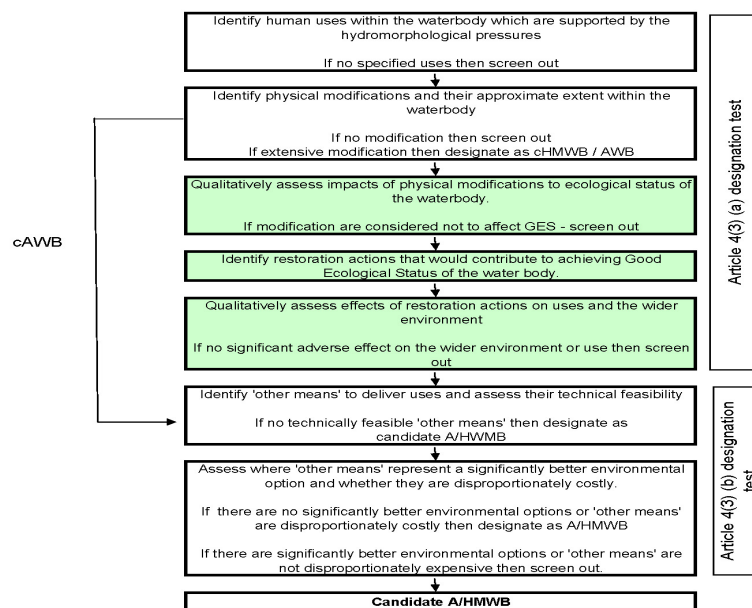 Identify human uses within the waterbody which are supported by the
hydromorphological pressures
If no specified uses then screen out
Identify physical modifications and their approximate extent within the
waterbody
If no modification then screen out
If extensive modification then designate as cHMWB / AWB
Qualitatively assess impacts of physical modifications to ecological status of
the waterbody.
If modification are considered not to affect GES - screen out
cAWB
Identify restoration actions that would contribute to achieving Good
Ecological Status of the water body.
Qualitatively assess effects of restoration actions on uses and the wider
environment
If no significant adverse effect on the wider environment or use then screen
out
Article 4(3) (a) designation test
Identify 'other means' to deliver uses and assess their technical feasibility
If no technically feasible 'other means' then designate as
candidate A/HWMB
Assess where 'other means' represent a significantly better environmental
option and whether they are disproportionately costly.
If there are no significantly better environmental options or 'other means'
are disproportionately costly then designate as A/HMWB
If there are significantly better environmental options or 'other means' are
not disproportionately expensive then screen out.
Article 4(3) (b) designation
test
Candidate A/HMWB